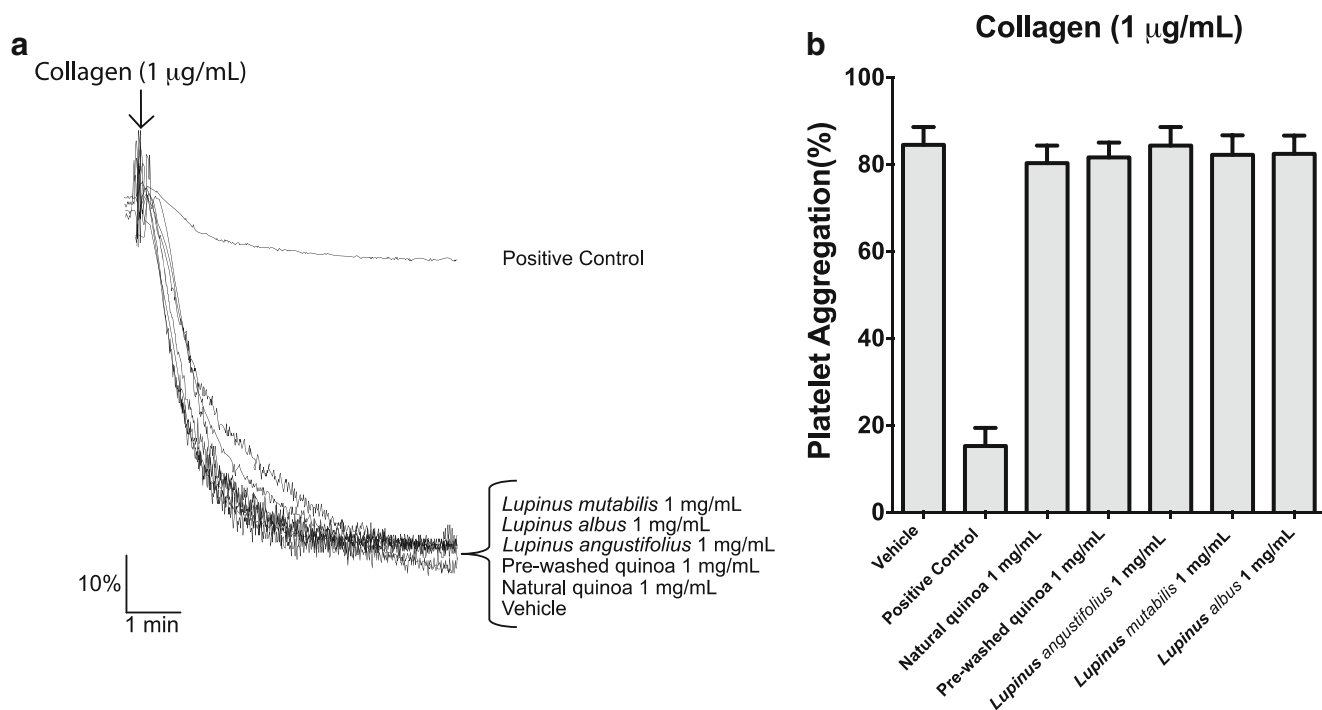 a
Collagen (1 μg/mL)
Positive Control
Lupinus mutabilis 1 mg/mL
Lupinus albus 1 mg/mL
Lupinus angustifolius 1 mg/mL
Pre-washed quinoa 1 mg/mL
Natural quinoa 1 mg/mL
Vehicle
10%
1 min
b
Collagen (1 μg/mL)
Platelet Aggregation(%)
100
80
60
40
20
0
Vehicle
Positive Control
Natural quinoa 1 mg/mL
Pre-washed quinoa 1 mg/mL
Lupinus angustifolius 1 mg/mL
Lupinus mutabilis 1 mg/mL
Lupinus albus 1 mg/mL